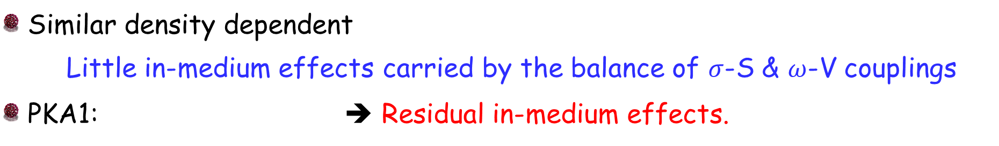 Similar density dependent
Little in-medium effects carried by the balance of σ-S & ω-V couplings
PKA1: ➔ Residual in-medium effects.